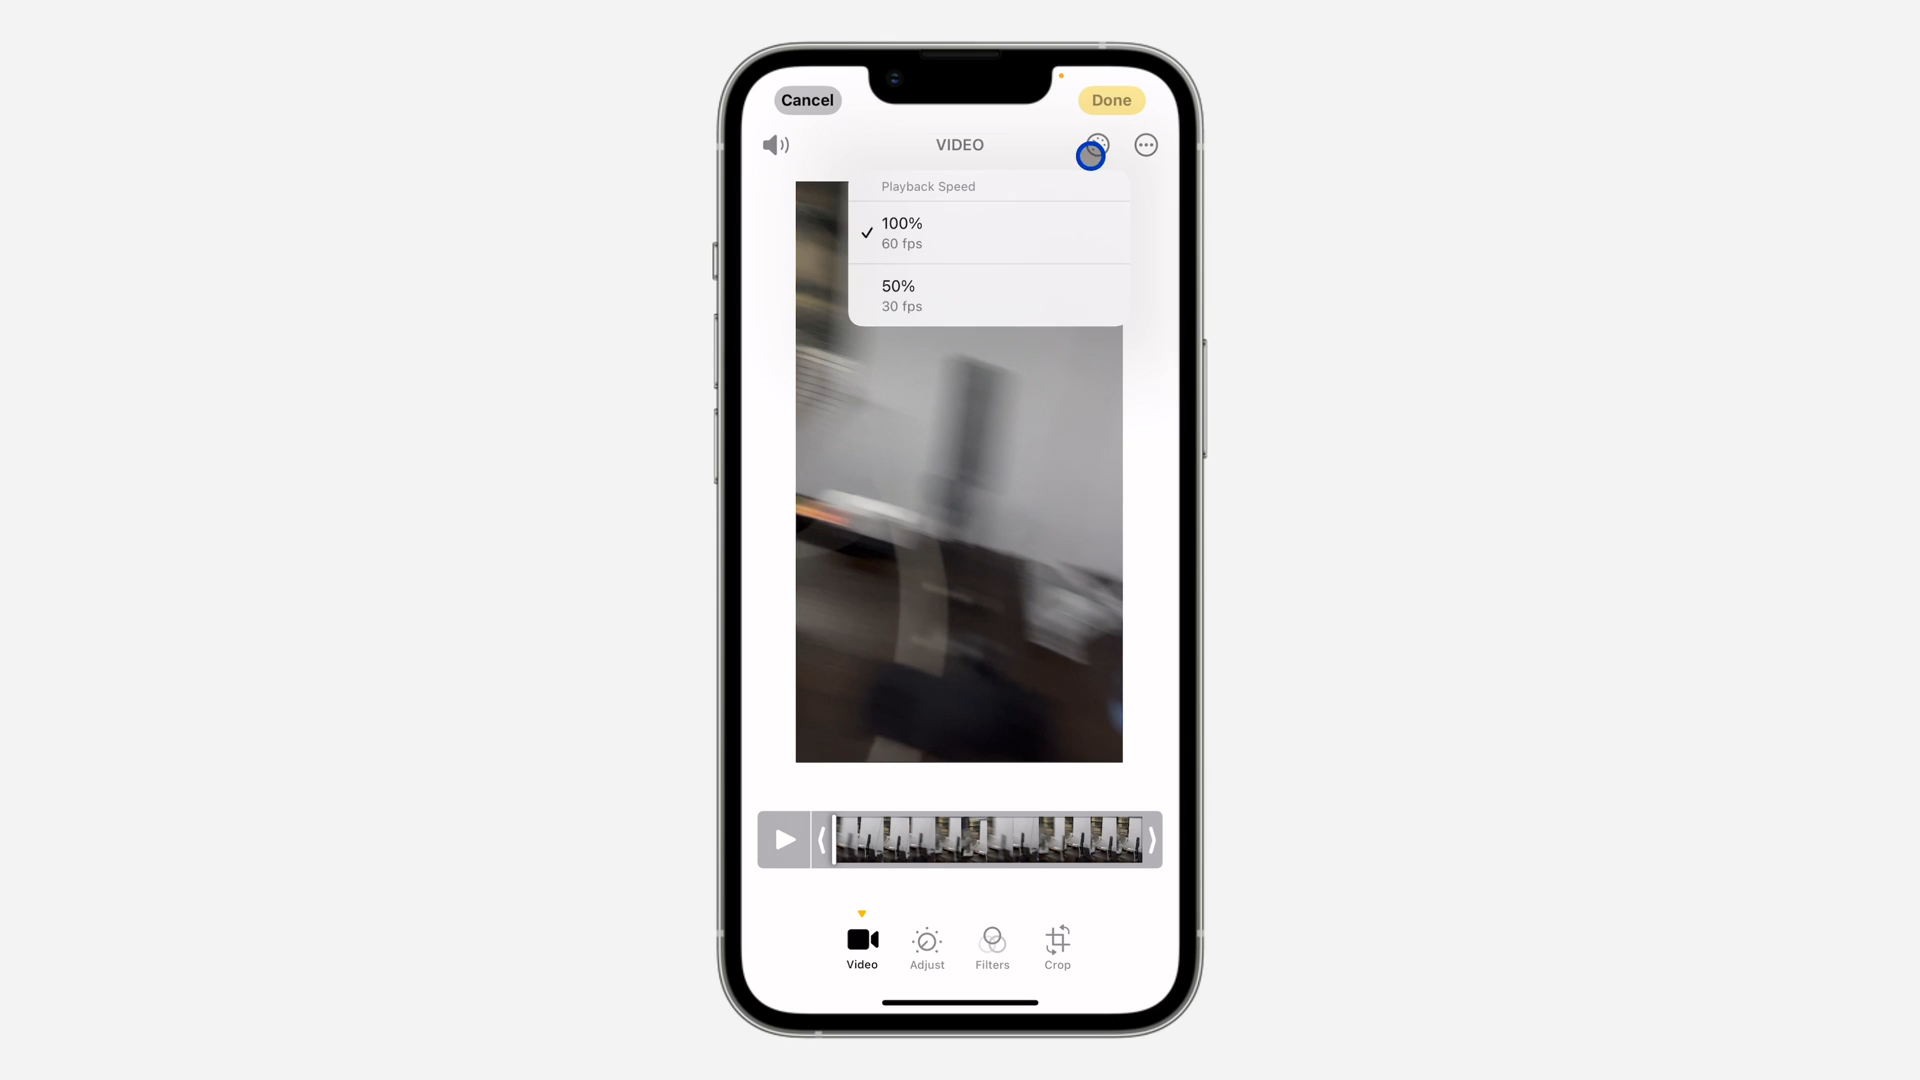 Cancel
Done
VIDEO
Playback Speed
100%
60 fps
50%
30 fps
Video
Adjust
Filters
Crop